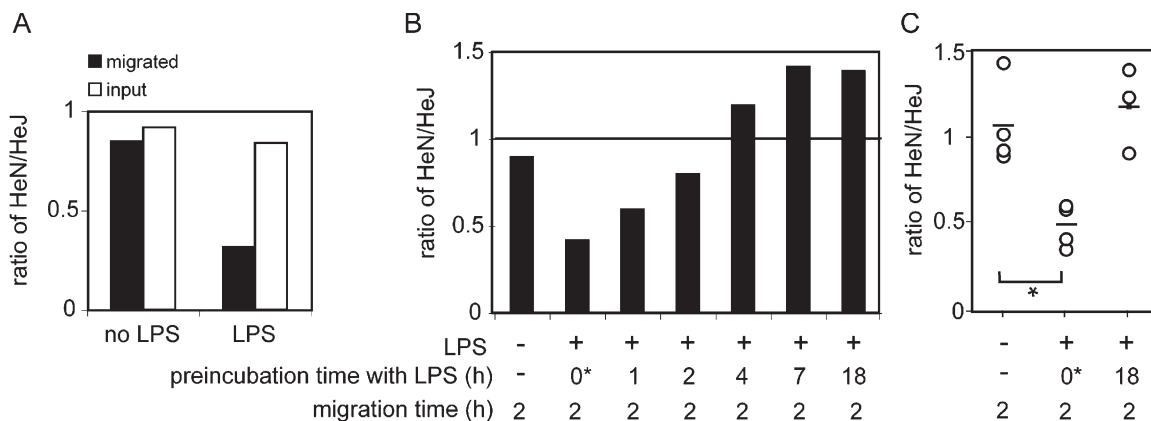 A
migrated
input
ratio of HeN/HeJ
1
0.5
0
no LPS LPS
B
ratio of HeN/HeJ
1.5
1
0.5
0
LPS - + + + + + +
preincubation time with LPS (h) - 0* 1 2 4 7 18
migration time (h) 2 2 2 2 2 2 2
C
ratio of HeN/HeJ
1.5
1
0.5
0
*
- + +
- 0* 18
2 2 2